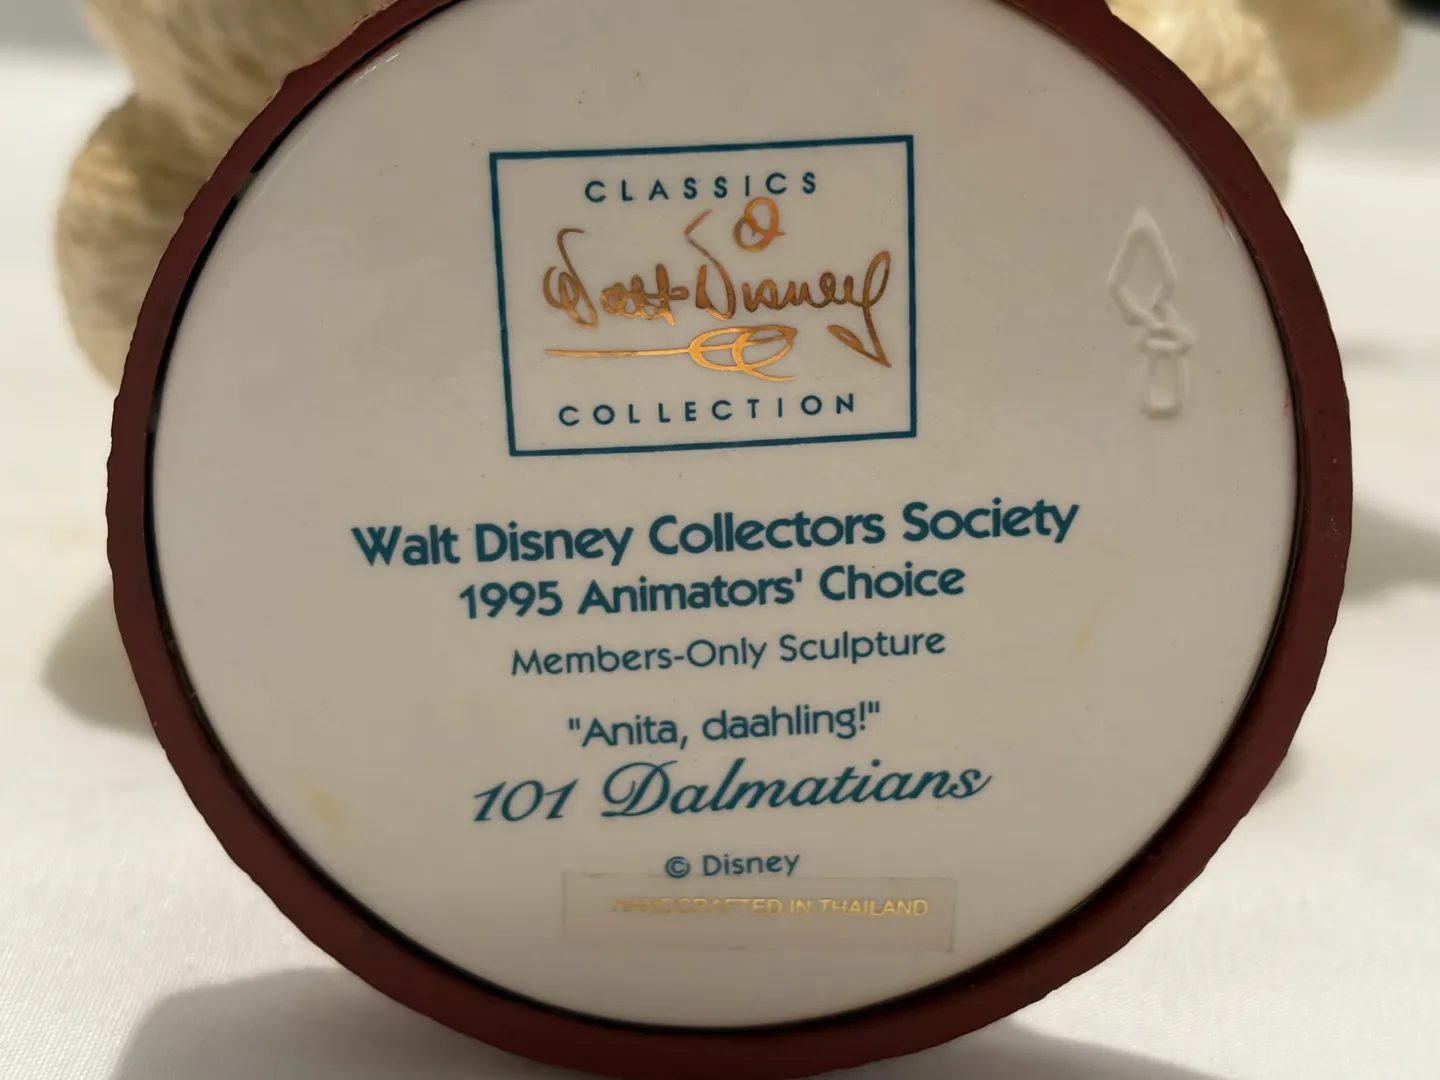 CLASSICS
Walt Disney
COLLECTION
Walt Disney Collectors Society
1995 Animators' Choice
Members-Only Sculpture
"Anita, daahling!"
101 Dalmatians
© Disney
HANDCRAFTED IN THAILAND